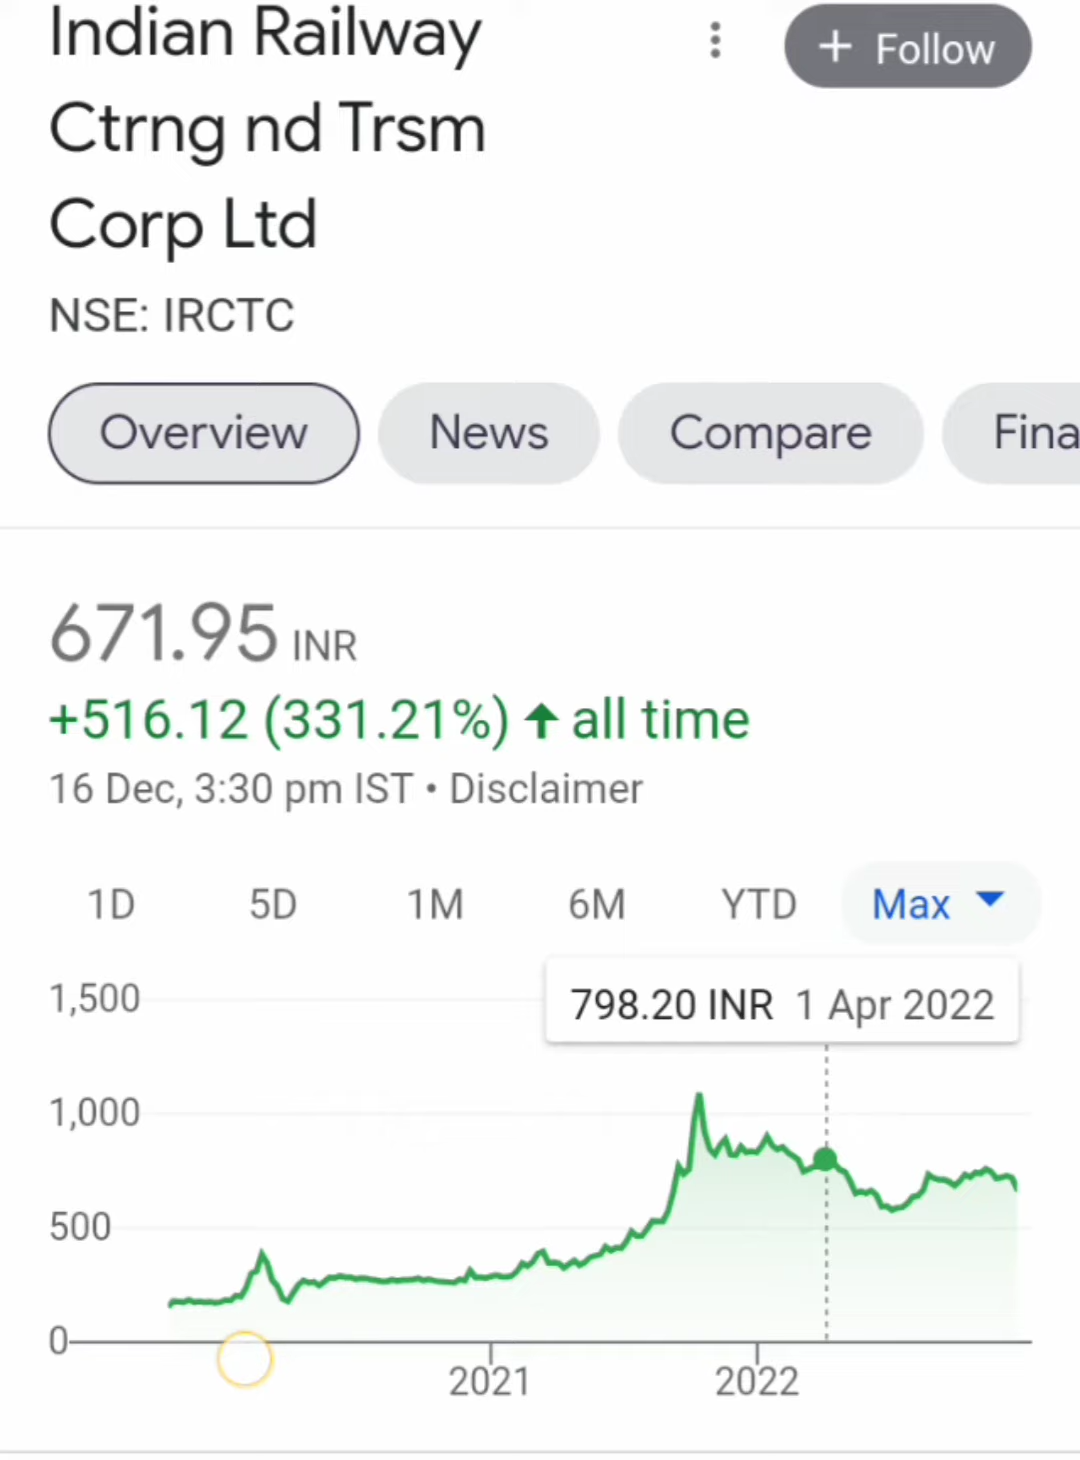 Indian Railway
Ctrng nd Trsm
Corp Ltd
+ Follow
NSE: IRCTC
Overview News Compare Fina
671.95 INR
+516.12 (331.21%) ↑ all time
16 Dec, 3:30 pm IST • Disclaimer
1D 5D 1M 6M YTD Max
798.20 INR 1 Apr 2022
1,500
1,000
500
0
2021 2022